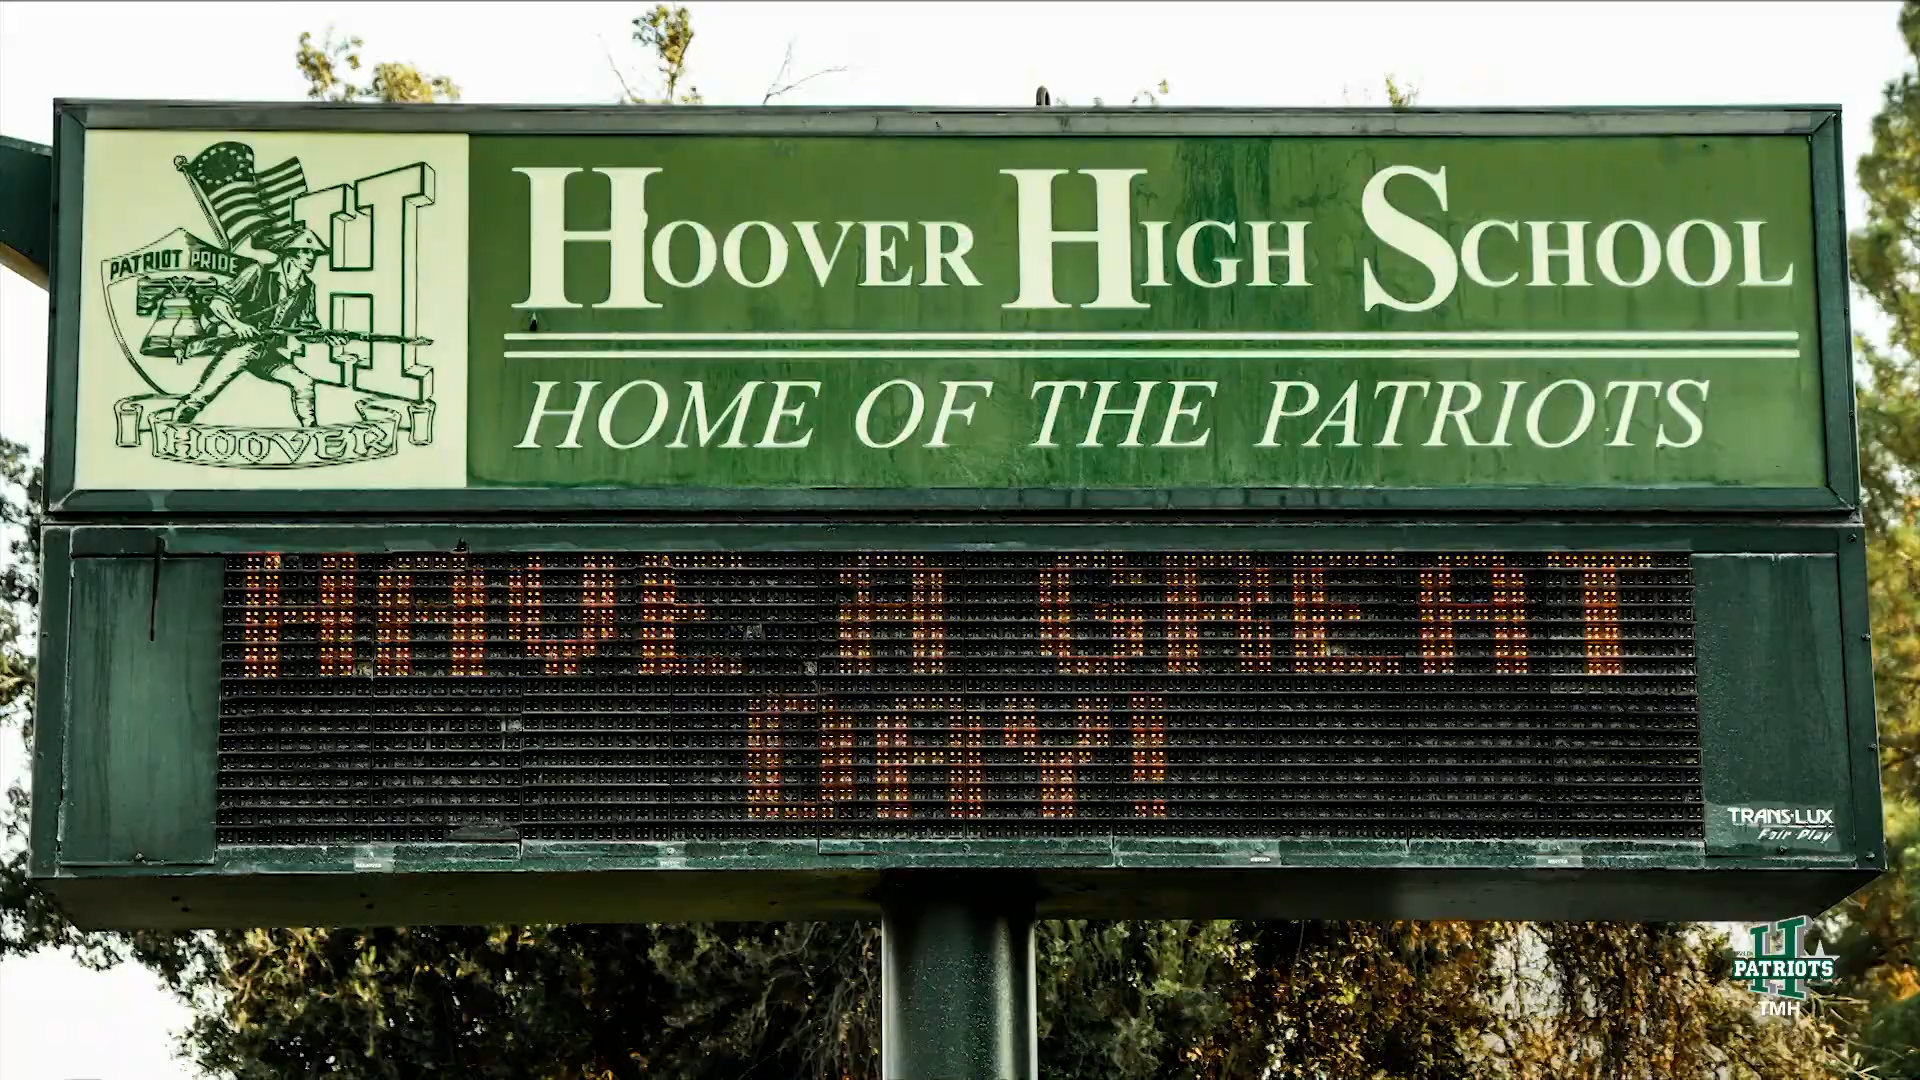 PATRIOT PRIDE
H
HOOVER
HOOVER HIGH SCHOOL
HOME OF THE PATRIOTS
HAVE A GREAT
DAY!
TRANS-LUX
Fair-Play
H
PATRIOTS
TMH